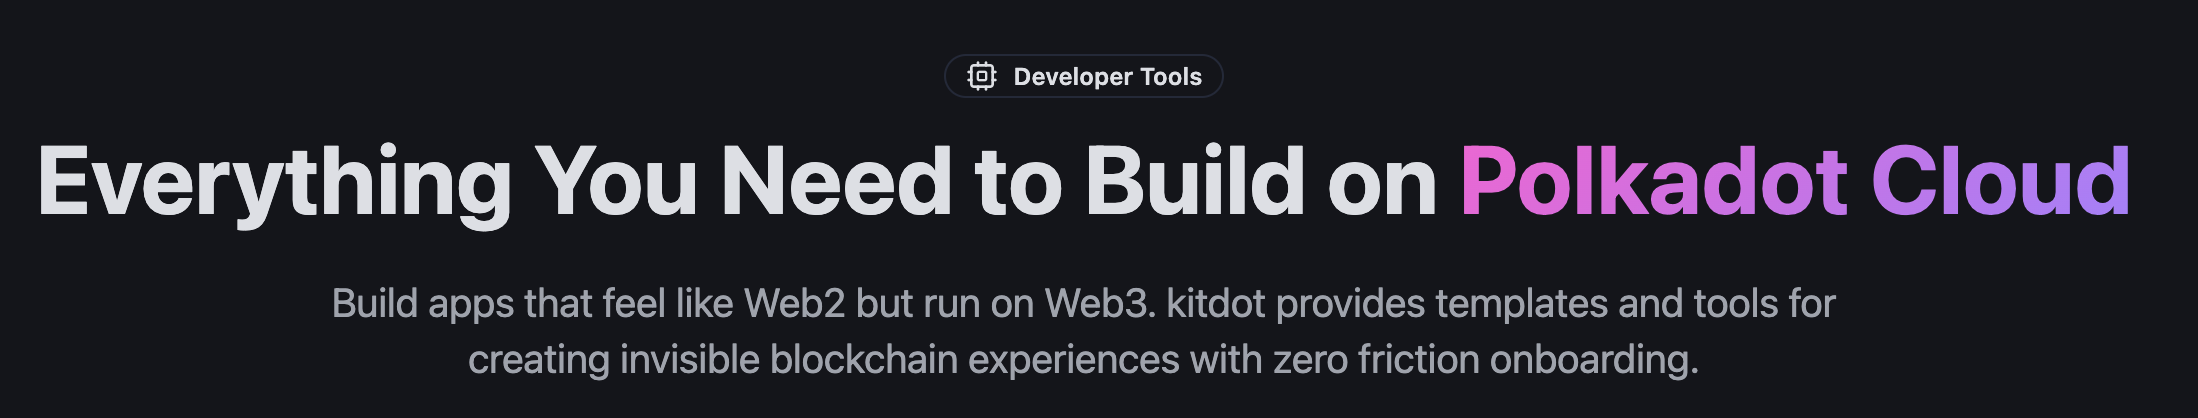 Developer Tools
Everything You Need to Build on Polkadot Cloud
Build apps that feel like Web2 but run on Web3. kitdot provides templates and tools for
creating invisible blockchain experiences with zero friction onboarding.